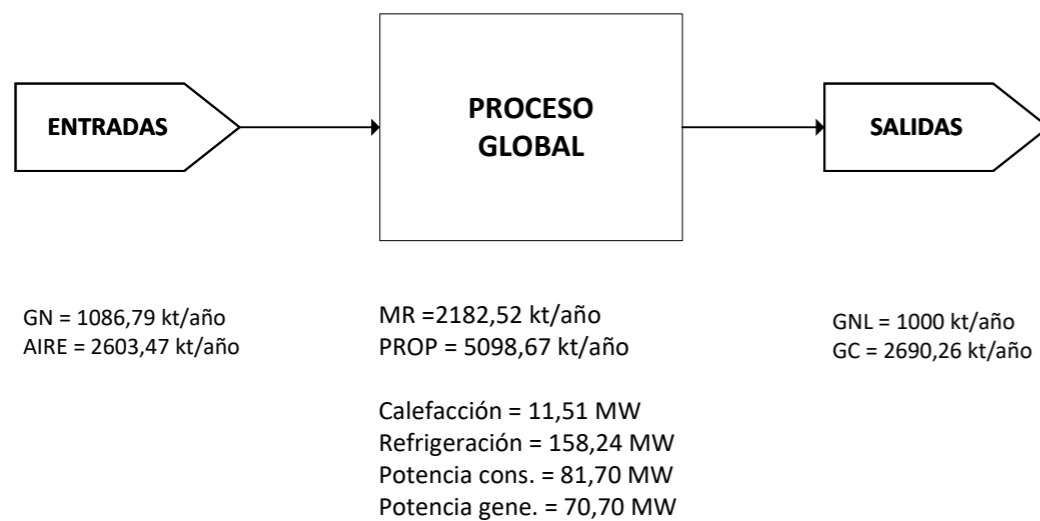 ENTRADAS
PROCESO
GLOBAL
SALIDAS
GN = 1086,79 kt/año
AIRE = 2603,47 kt/año
MR =2182,52 kt/año
PROP = 5098,67 kt/año
Calefacción = 11,51 MW
Refrigeración = 158,24 MW
Potencia cons. = 81,70 MW
Potencia gene. = 70,70 MW
GNL = 1000 kt/año
GC = 2690,26 kt/año